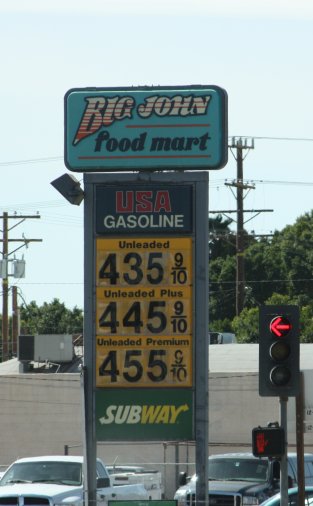 BIG JOHN
food mart
USA
GASOLINE
Unleaded
435 9/10
Unleaded Plus
445 9/10
Unleaded Premium
455 9/10
SUBWAY